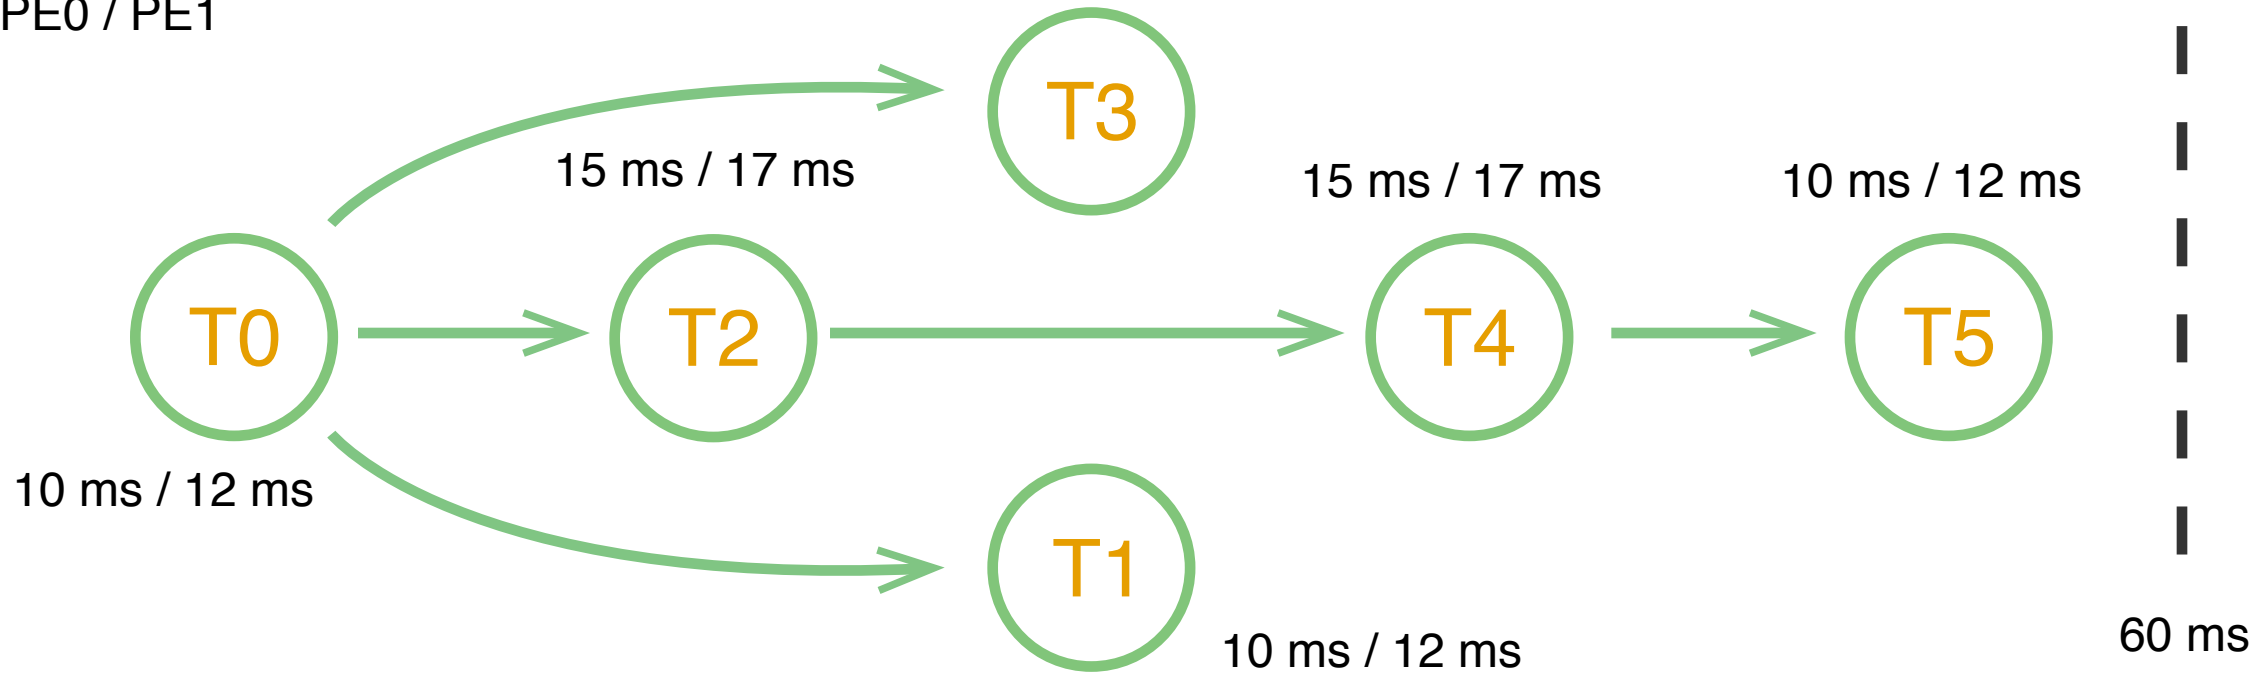 PE0 / PE1
T3
15 ms / 17 ms
15 ms / 17 ms
10 ms / 12 ms
T0
T2
T4
T5
10 ms / 12 ms
T1
10 ms / 12 ms
60 ms